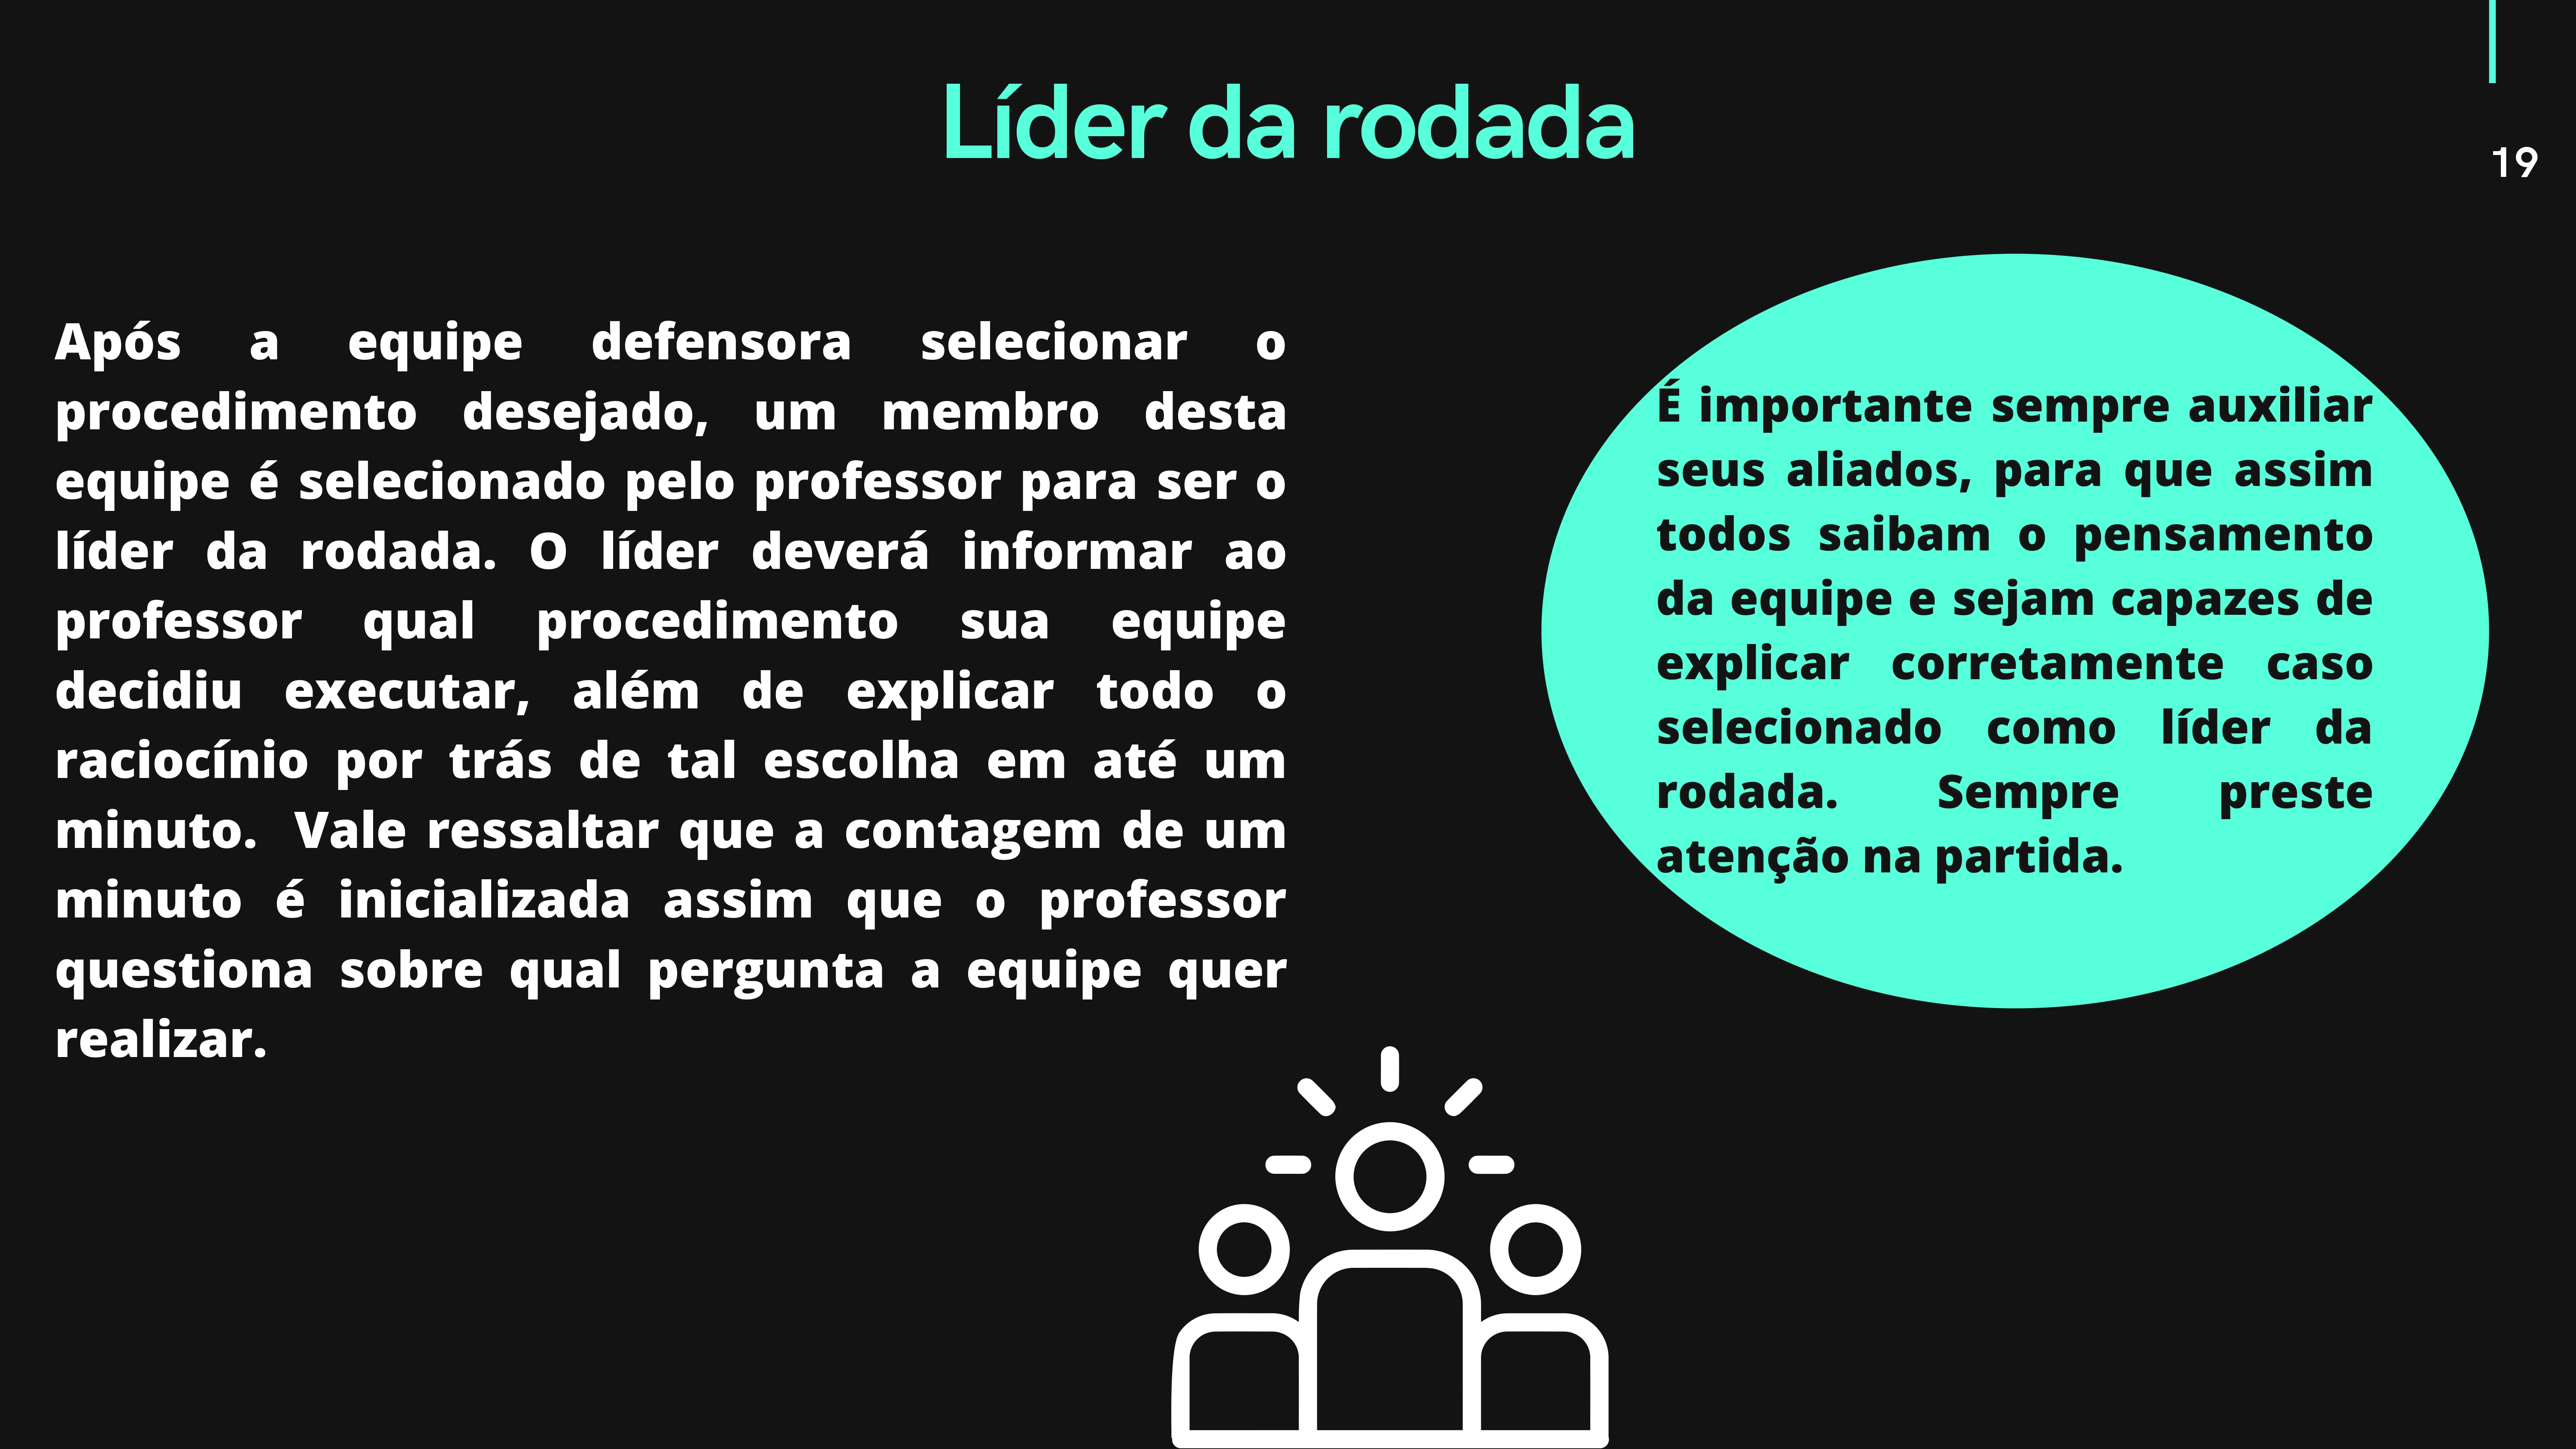 Líder da rodada
19
Após a equipe defensora selecionar o
procedimento desejado, um membro desta
equipe é selecionado pelo professor para ser o
líder da rodada. O líder deverá informar ao
professor qual procedimento sua equipe
decidiu executar, além de explicar todo o
raciocínio por trás de tal escolha em até um
minuto. Vale ressaltar que a contagem de um
minuto é inicializada assim que o professor
questiona sobre qual pergunta a equipe quer
realizar.
É importante sempre auxiliar
seus aliados, para que assim
todos saibam o pensamento
da equipe e sejam capazes de
explicar corretamente caso
selecionado como líder da
rodada. Sempre preste
atenção na partida.